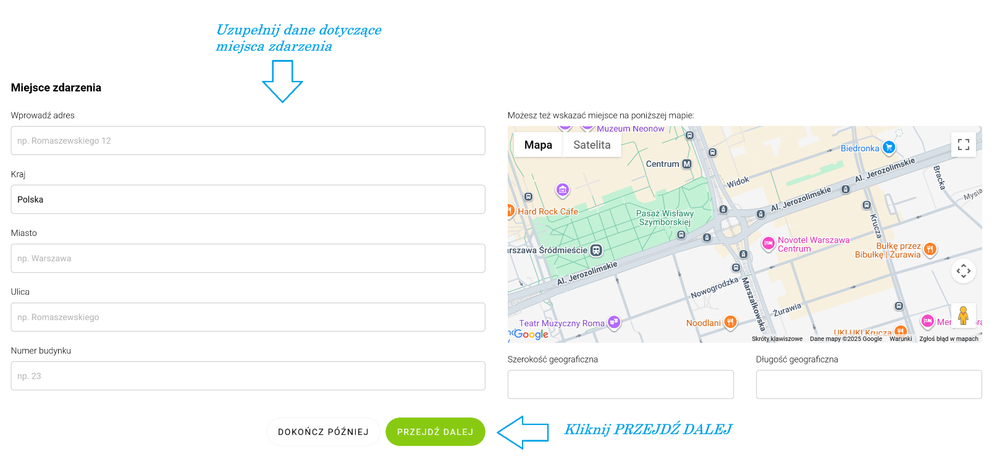 Uzupełnij dane dotyczące
miejsca zdarzenia
Miejsce zdarzenia
Wprowadź adres
np. Romaszewskiego 12
Kraj
Polska
Miasto
np. Warszawa
Ulica
np. Romaszewskiego
Numer budynku
np. 23
DOKOŃCZ PÓŹNIEJ
PRZEJDŹ DALEJ
Kliknij PRZEJDŹ DALEJ
Możesz też wskazać miejsce na poniższej mapie:
Muzeum Neonów
Mapa
Satelita
Biedronka
Centrum M
Al. Jerozolimskie
Bracka
Widok
Al. Jerozolimskie
Mysia
Hard Rock Cafe
Pasaż Wisławy
Szymborskiej
Krucza
Novotel Warszawa
Centrum
Bułkę przez
Bibułkę | Żurawia
rszawa Śródmieście
Al. Jerozolimskie
Nowogrodzka
Marszałkowska
Żurawia
Teatr Muzyczny Roma
Noodlani
Google
UKI UKI Krucza
Skróty klawiszowe
Dane mapy ©2025 Google
Warunki
Zgłoś błąd w mapach
Szerokość geograficzna
Długość geograficzna